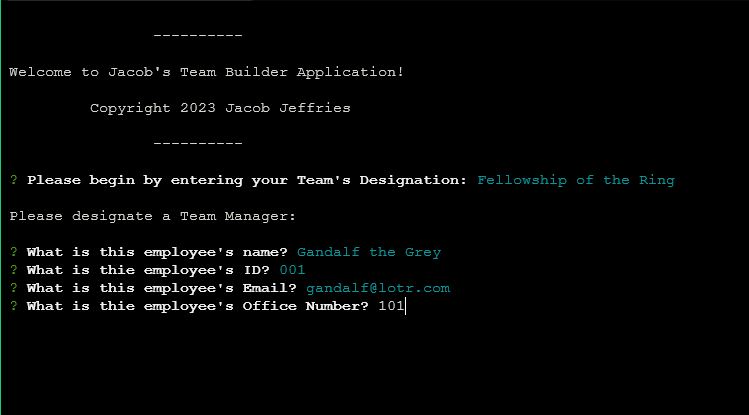 ----------
Welcome to Jacob's Team Builder Application!
Copyright 2023 Jacob Jeffries
----------
? Please begin by entering your Team's Designation: Fellowship of the Ring
Please designate a Team Manager:
? What is this employee's name? Gandalf the Grey
? What is thie employee's ID? 001
? What is thie employee's Email? gandalf@lotr.com
? What is thie employee's Office Number? 101